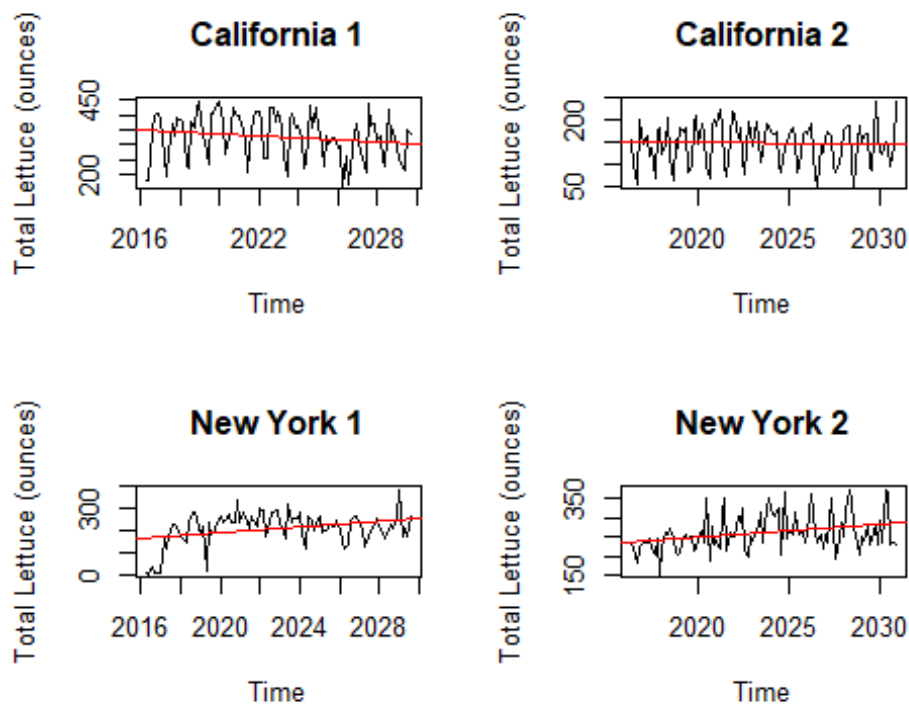 California 1
Total Lettuce (ounces)
450
200
2016 2022 2028
Time
California 2
Total Lettuce (ounces)
200
50
2020 2025 2030
Time
New York 1
Total Lettuce (ounces)
300
0
2016 2020 2024 2028
Time
New York 2
Total Lettuce (ounces)
350
150
2020 2025 2030
Time